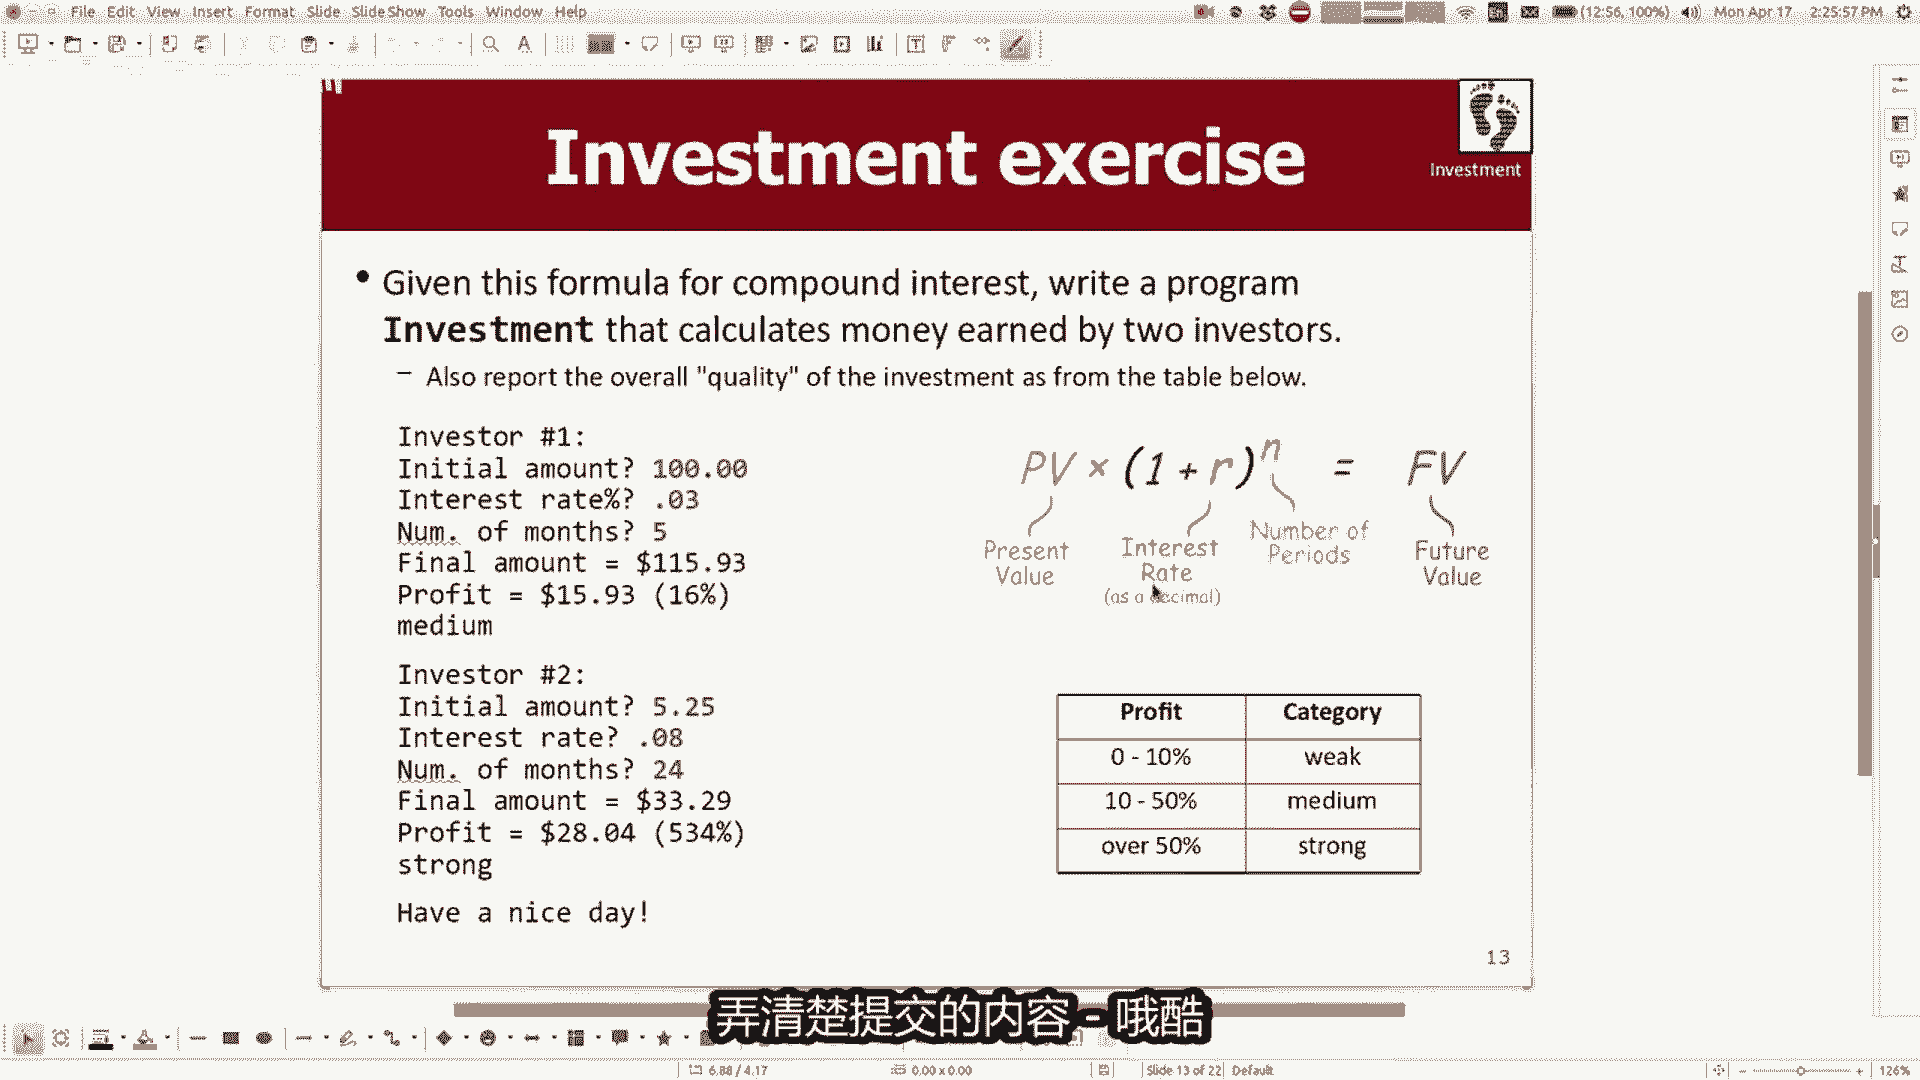 File Edit View Insert Format Slide Slide Show Tools Window Help
(12:56, 100%) Mon Apr 17 2:25:57 PM
Investment exercise
Investment
• Given this formula for compound interest, write a program
Investment that calculates money earned by two investors.
– Also report the overall "quality" of the investment as from the table below.
Investor #1:
Initial amount? 100.00
Interest rate%? .03
Num. of months? 5
Final amount = $115.93
Profit = $15.93 (16%)
medium
Investor #2:
Initial amount? 5.25
Interest rate? .08
Num. of months? 24
Final amount = $33.29
Profit = $28.04 (534%)
strong
Have a nice day!
PV × (1 + r)^n = FV
Present Value
Interest Rate (as a decimal)
Number of Periods
Future Value
Profit Category
0 - 10% weak
10 - 50% medium
over 50% strong
13
弄清楚提交的内容 - 哦酷
6.88 / 4.17 0.00 x 0.00 Slide 13 of 22 Default 126%